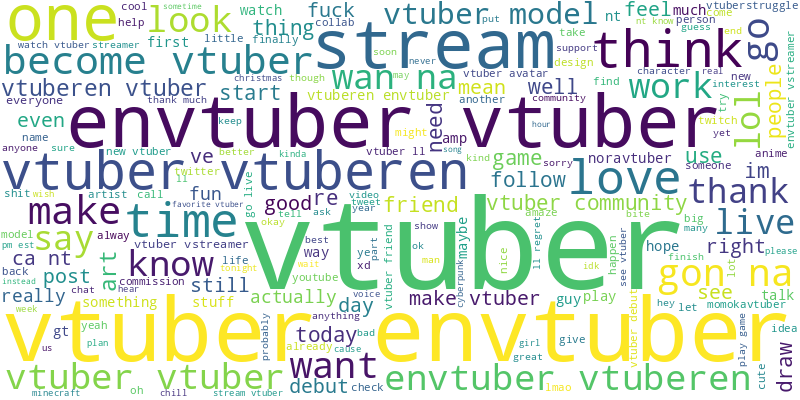 one
look
cool
help
sometime
fuck
collab
vtuber model
put
nt
feel
much
person
come
guess
vtuberstruggle
end
watch vtuber
streamer
thing
first
little
finally
stream
think
go
become vtuber
wan na
work
take
support
design
never
soon
find
character
real
new
interest
vtuberen vtuber
start
watch
christmas
though
may
vtuber avatar
mean
well
another
vtuberen envtuber
everyone
thank much
even
name
anyone
sure
keep
might
need
amp
community
hour
kind
lol
people
try
twitch
yet
nt know
envtuber vstreamer
envtuber vtuber
new vtuber
better
kinda
vtuber ll
song
game
sorry
noravtuber
use
someone
anime
vtuber vtuberen
ve
twitter
ll
love
im
thank
shit
wish
artist
call
fun
favorite vtuber
go live
good
re
video
tweet
year
friend
follow
vtuber community
amaze
bite
big
many
live
make
time
okay
tell
ask
model
pm est
say
art
alway
vtuber vstreamer
know
life
tonight
commission
best
way
wait
youtube
show
ok
man
part
ye
xd
vtuber friend
maybe
cyberpunk
nice
ll regret
idk
happen
see vtuber
hope
right
finish
lot
please
ca nt
back
instead
post
chat
hear
still
vtuber
gon na
really
week
something
stuff
actually
day
voice
make vtuber
guy
play
see
talk
hey
let
momokavtuber
gt
us
yeah
plan
probably
today
already
anything
cause
bad
girl
great
give
vtuber debut
play game
idea
vtuber envtuber
want
debut
check
vtuber vtuber
oh
minecraft
chill
stream vtuber
lmao
envtuber vtuberen
cute
draw